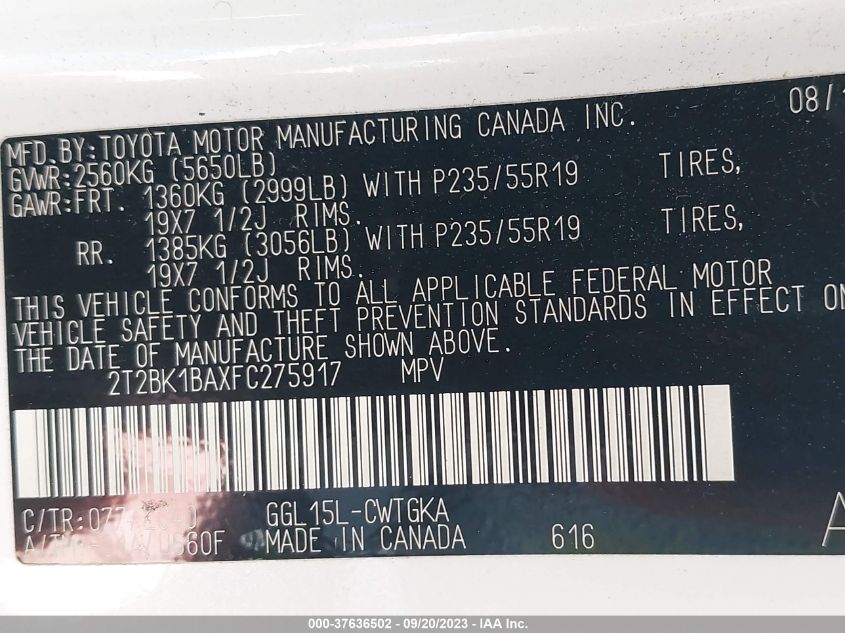 08/1
MFD.BY:TOYOTA MOTOR MANUFACTURING CANADA INC.
GVWR:2560KG (5650LB)
GAWR:FRT. 1360KG (2999LB) WITH P235/55R19 TIRES,
19X7 1/2J RIMS.
RR. 1385KG (3056LB) WITH P235/55R19 TIRES,
19X7 1/2J RIMS.
THIS VEHICLE CONFORMS TO ALL APPLICABLE FEDERAL MOTOR
VEHICLE SAFETY AND THEFT PREVENTION STANDARDS IN EFFECT ON
THE DATE OF MANUFACTURE SHOWN ABOVE.
2T2BK1BAXFC275917 MPV
GGL15L-CWTGKA
MADE IN CANADA 616 A
000-37636502 - 09/20/2023 - IMPACT AUTO AUCTIONS INC.